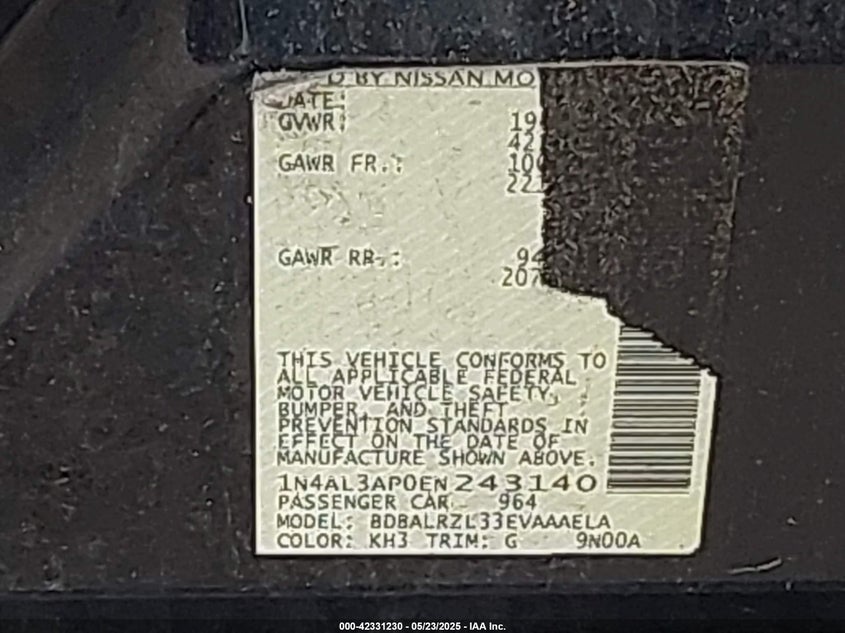 D BY NISSAN MO
DATE:
GVWR: 19
42
GAWR FR.: 10
22
GAWR RR.: 94
207
THIS VEHICLE CONFORMS TO
ALL APPLICABLE FEDERAL
MOTOR VEHICLE SAFETY,
BUMPER, AND THEFT
PREVENTION STANDARDS IN
EFFECT ON THE DATE OF
MANUFACTURE SHOWN ABOVE.
1N4AL3AP0EN243140
PASSENGER CAR 964
MODEL: BDBALRZL33EVAAAELA
COLOR: KH3 TRIM: G 9N00A
000-42331230 - 05/23/2025 - IAA Inc.